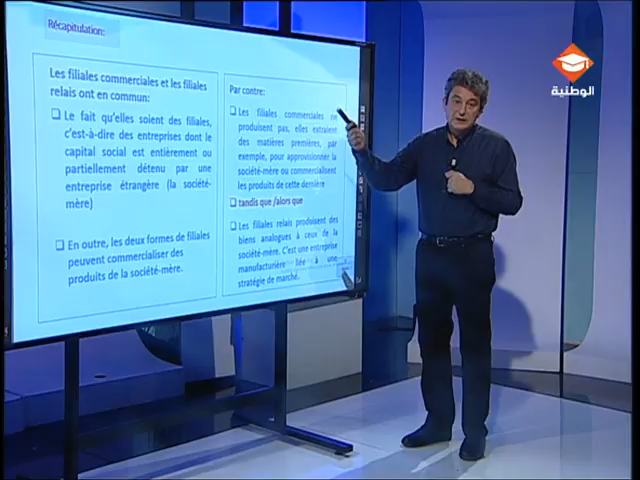 Récapitulation:
Les filiales commerciales et les filiales
relais ont en commun:
❑ Le fait qu'elles soient des filiales,
c'est-à-dire des entreprises dont le
capital social est entièrement ou
partiellement détenu par une
entreprise étrangère (la société-
mère)
❑ En outre, les deux formes de filiales
peuvent commercialiser des
produits de la société-mère.
Par contre:
❑ Les filiales commerciales ne
produisent pas, elles extraient
des matières premières, par
exemple, pour approvisionner la
société-mère ou commercialisent
les produits de cette dernière
❑ tandis que /alors que
❑ Les filiales relais produisent des
biens analogues à ceux de la
société-mère. C'est une entreprise
manufacturière liée à une
stratégie de marché.
الوطنية